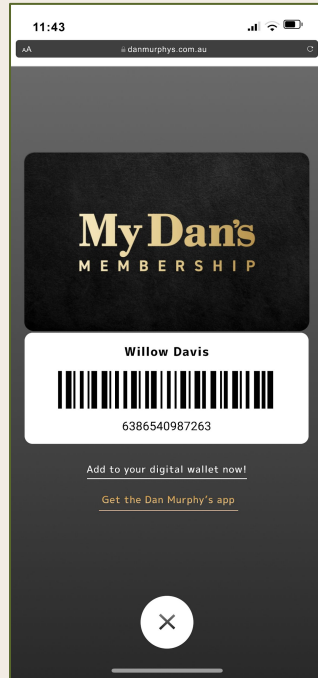 11:43
AA danmurphys.com.au
My Dan's
MEMBERSHIP
Willow Davis
6386540987263
Add to your digital wallet now!
Get the Dan Murphy's app